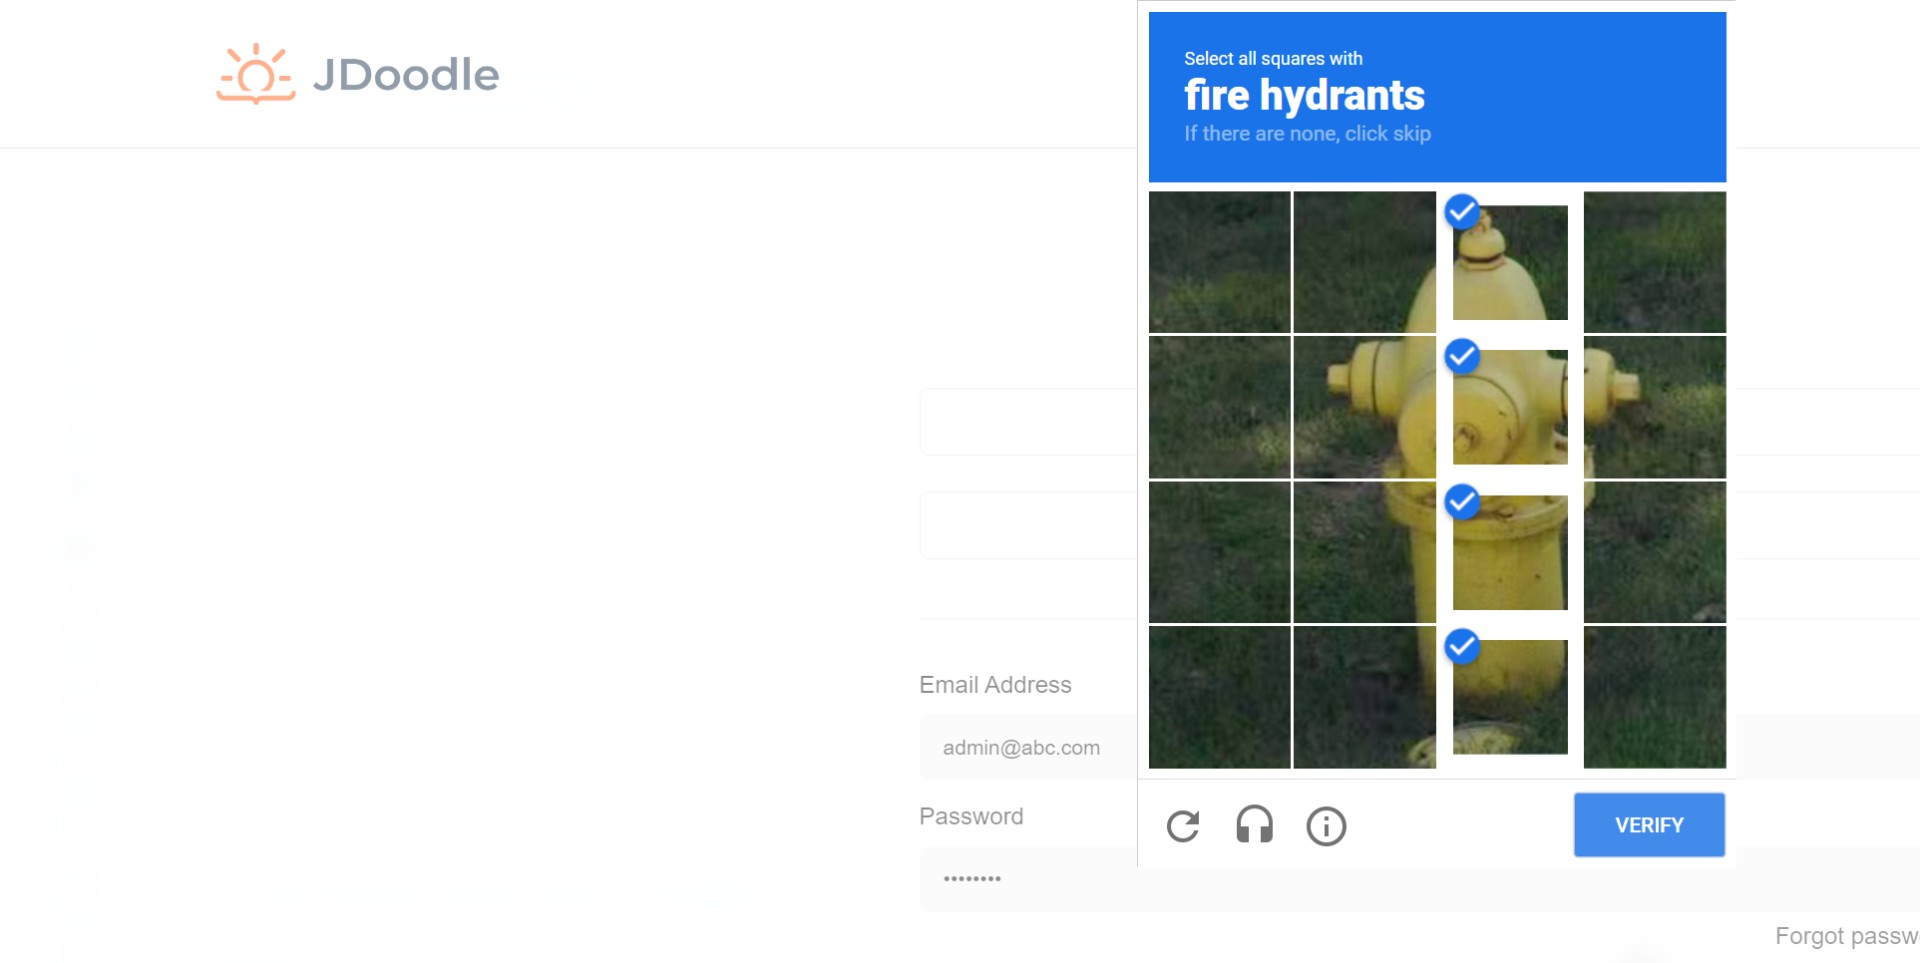 JDoodle
Select all squares with
fire hydrants
If there are none, click skip
Email Address
admin@abc.com
Password
••••••••
VERIFY
Forgot passw